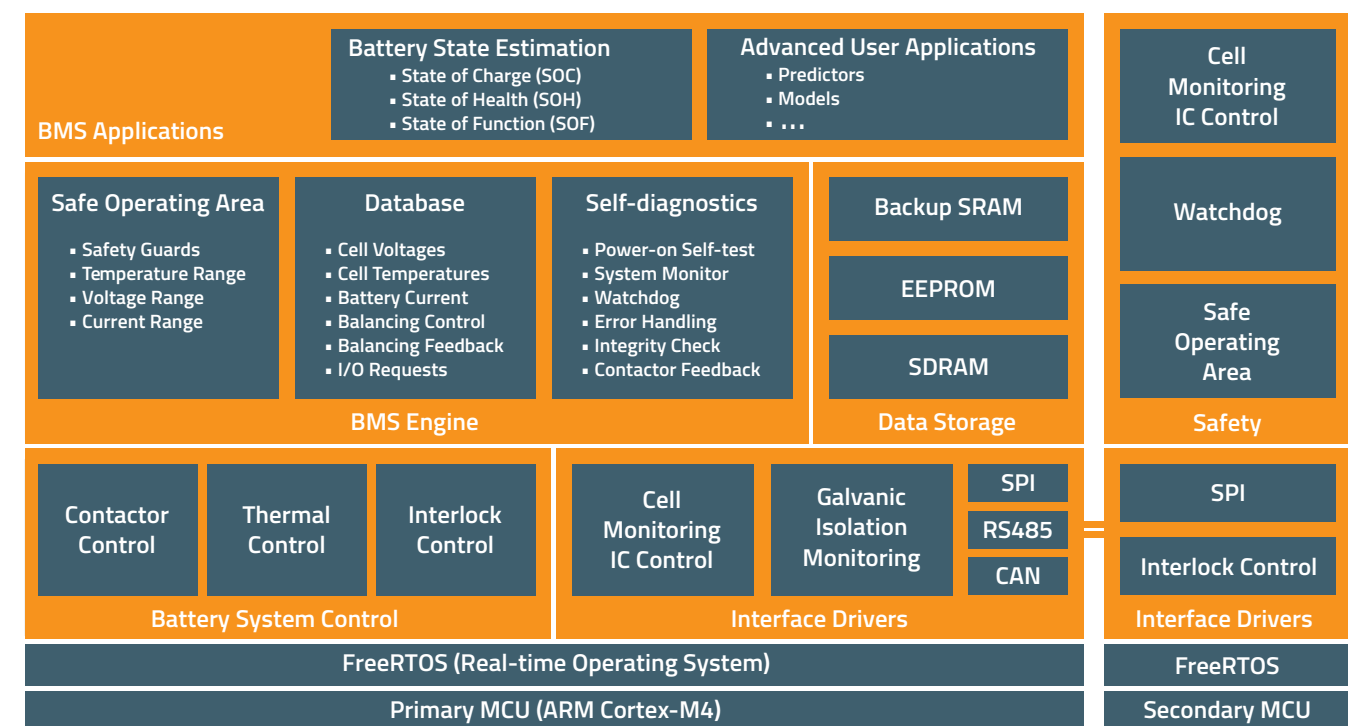 BMS Applications
Battery State Estimation
▪ State of Charge (SOC)
▪ State of Health (SOH)
▪ State of Function (SOF)
Advanced User Applications
▪ Predictors
▪ Models
▪ ...
Safe Operating Area
▪ Safety Guards
▪ Temperature Range
▪ Voltage Range
▪ Current Range
Database
▪ Cell Voltages
▪ Cell Temperatures
▪ Battery Current
▪ Balancing Control
▪ Balancing Feedback
▪ I/O Requests
Self-diagnostics
▪ Power-on Self-test
▪ System Monitor
▪ Watchdog
▪ Error Handling
▪ Integrity Check
▪ Contactor Feedback
BMS Engine
Backup SRAM
EEPROM
SDRAM
Data Storage
Contactor
Control
Thermal
Control
Interlock
Control
Battery System Control
Cell
Monitoring
IC Control
Galvanic
Isolation
Monitoring
SPI
RS485
CAN
Interface Drivers
FreeRTOS (Real-time Operating System)
Primary MCU (ARM Cortex-M4)
Cell
Monitoring
IC Control
Watchdog
Safe
Operating
Area
Safety
SPI
Interlock Control
Interface Drivers
FreeRTOS
Secondary MCU